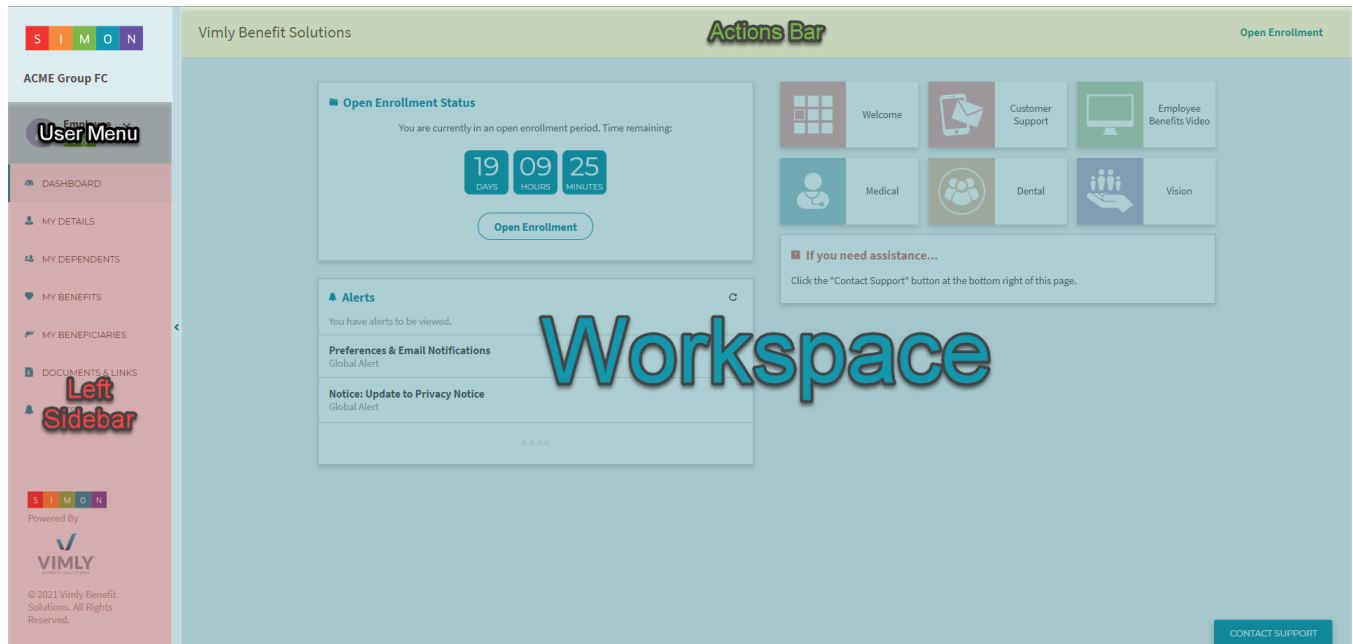 S I M O N
ACME Group FC
User Menu
DASHBOARD
MY DETAILS
MY DEPENDENTS
MY BENEFITS
MY BENEFICIARIES
DOCUMENTS & LINKS
Left
Sidebar
S I M O N
Powered By
VIMLY
© 2021 Vimly Benefit
Solutions. All Rights
Reserved.
Vimly Benefit Solutions
Actions Bar
Open Enrollment
Open Enrollment Status
You are currently in an open enrollment period. Time remaining:
19 09 25
DAYS HOURS MINUTES
Open Enrollment
Alerts
You have alerts to be viewed.
Preferences & Email Notifications
Global Alert
Notice: Update to Privacy Notice
Global Alert
Workspace
Welcome
Customer
Support
Employee
Benefits Video
Medical
Dental
Vision
If you need assistance...
Click the "Contact Support" button at the bottom right of this page.
CONTACT SUPPORT